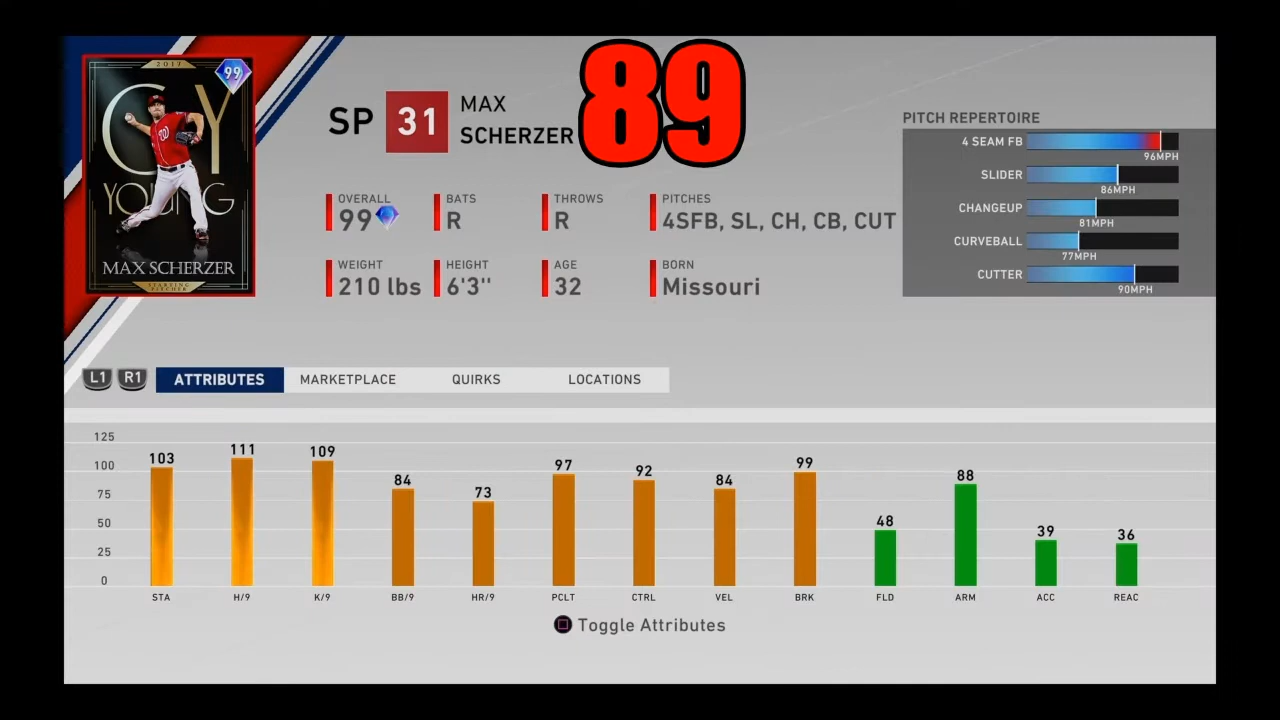 2017
99
CY
YOUNG
MAX SCHERZER
STARTING
PITCHER
SP 31 MAX
SCHERZER
89
OVERALL
99
BATS
R
THROWS
R
PITCHES
4SFB, SL, CH, CB, CUT
WEIGHT
210 lbs
HEIGHT
6'3"
AGE
32
BORN
Missouri
PITCH REPERTOIRE
4 SEAM FB
96MPH
SLIDER
86MPH
CHANGEUP
81MPH
CURVEBALL
77MPH
CUTTER
90MPH
L1 R1 ATTRIBUTES MARKETPLACE QUIRKS LOCATIONS
125
100
75
50
25
0
103 111 109 84 73 97 92 84 99 48 88 39 36
STA H/9 K/9 BB/9 HR/9 PCLT CTRL VEL BRK FLD ARM ACC REAC
Toggle Attributes